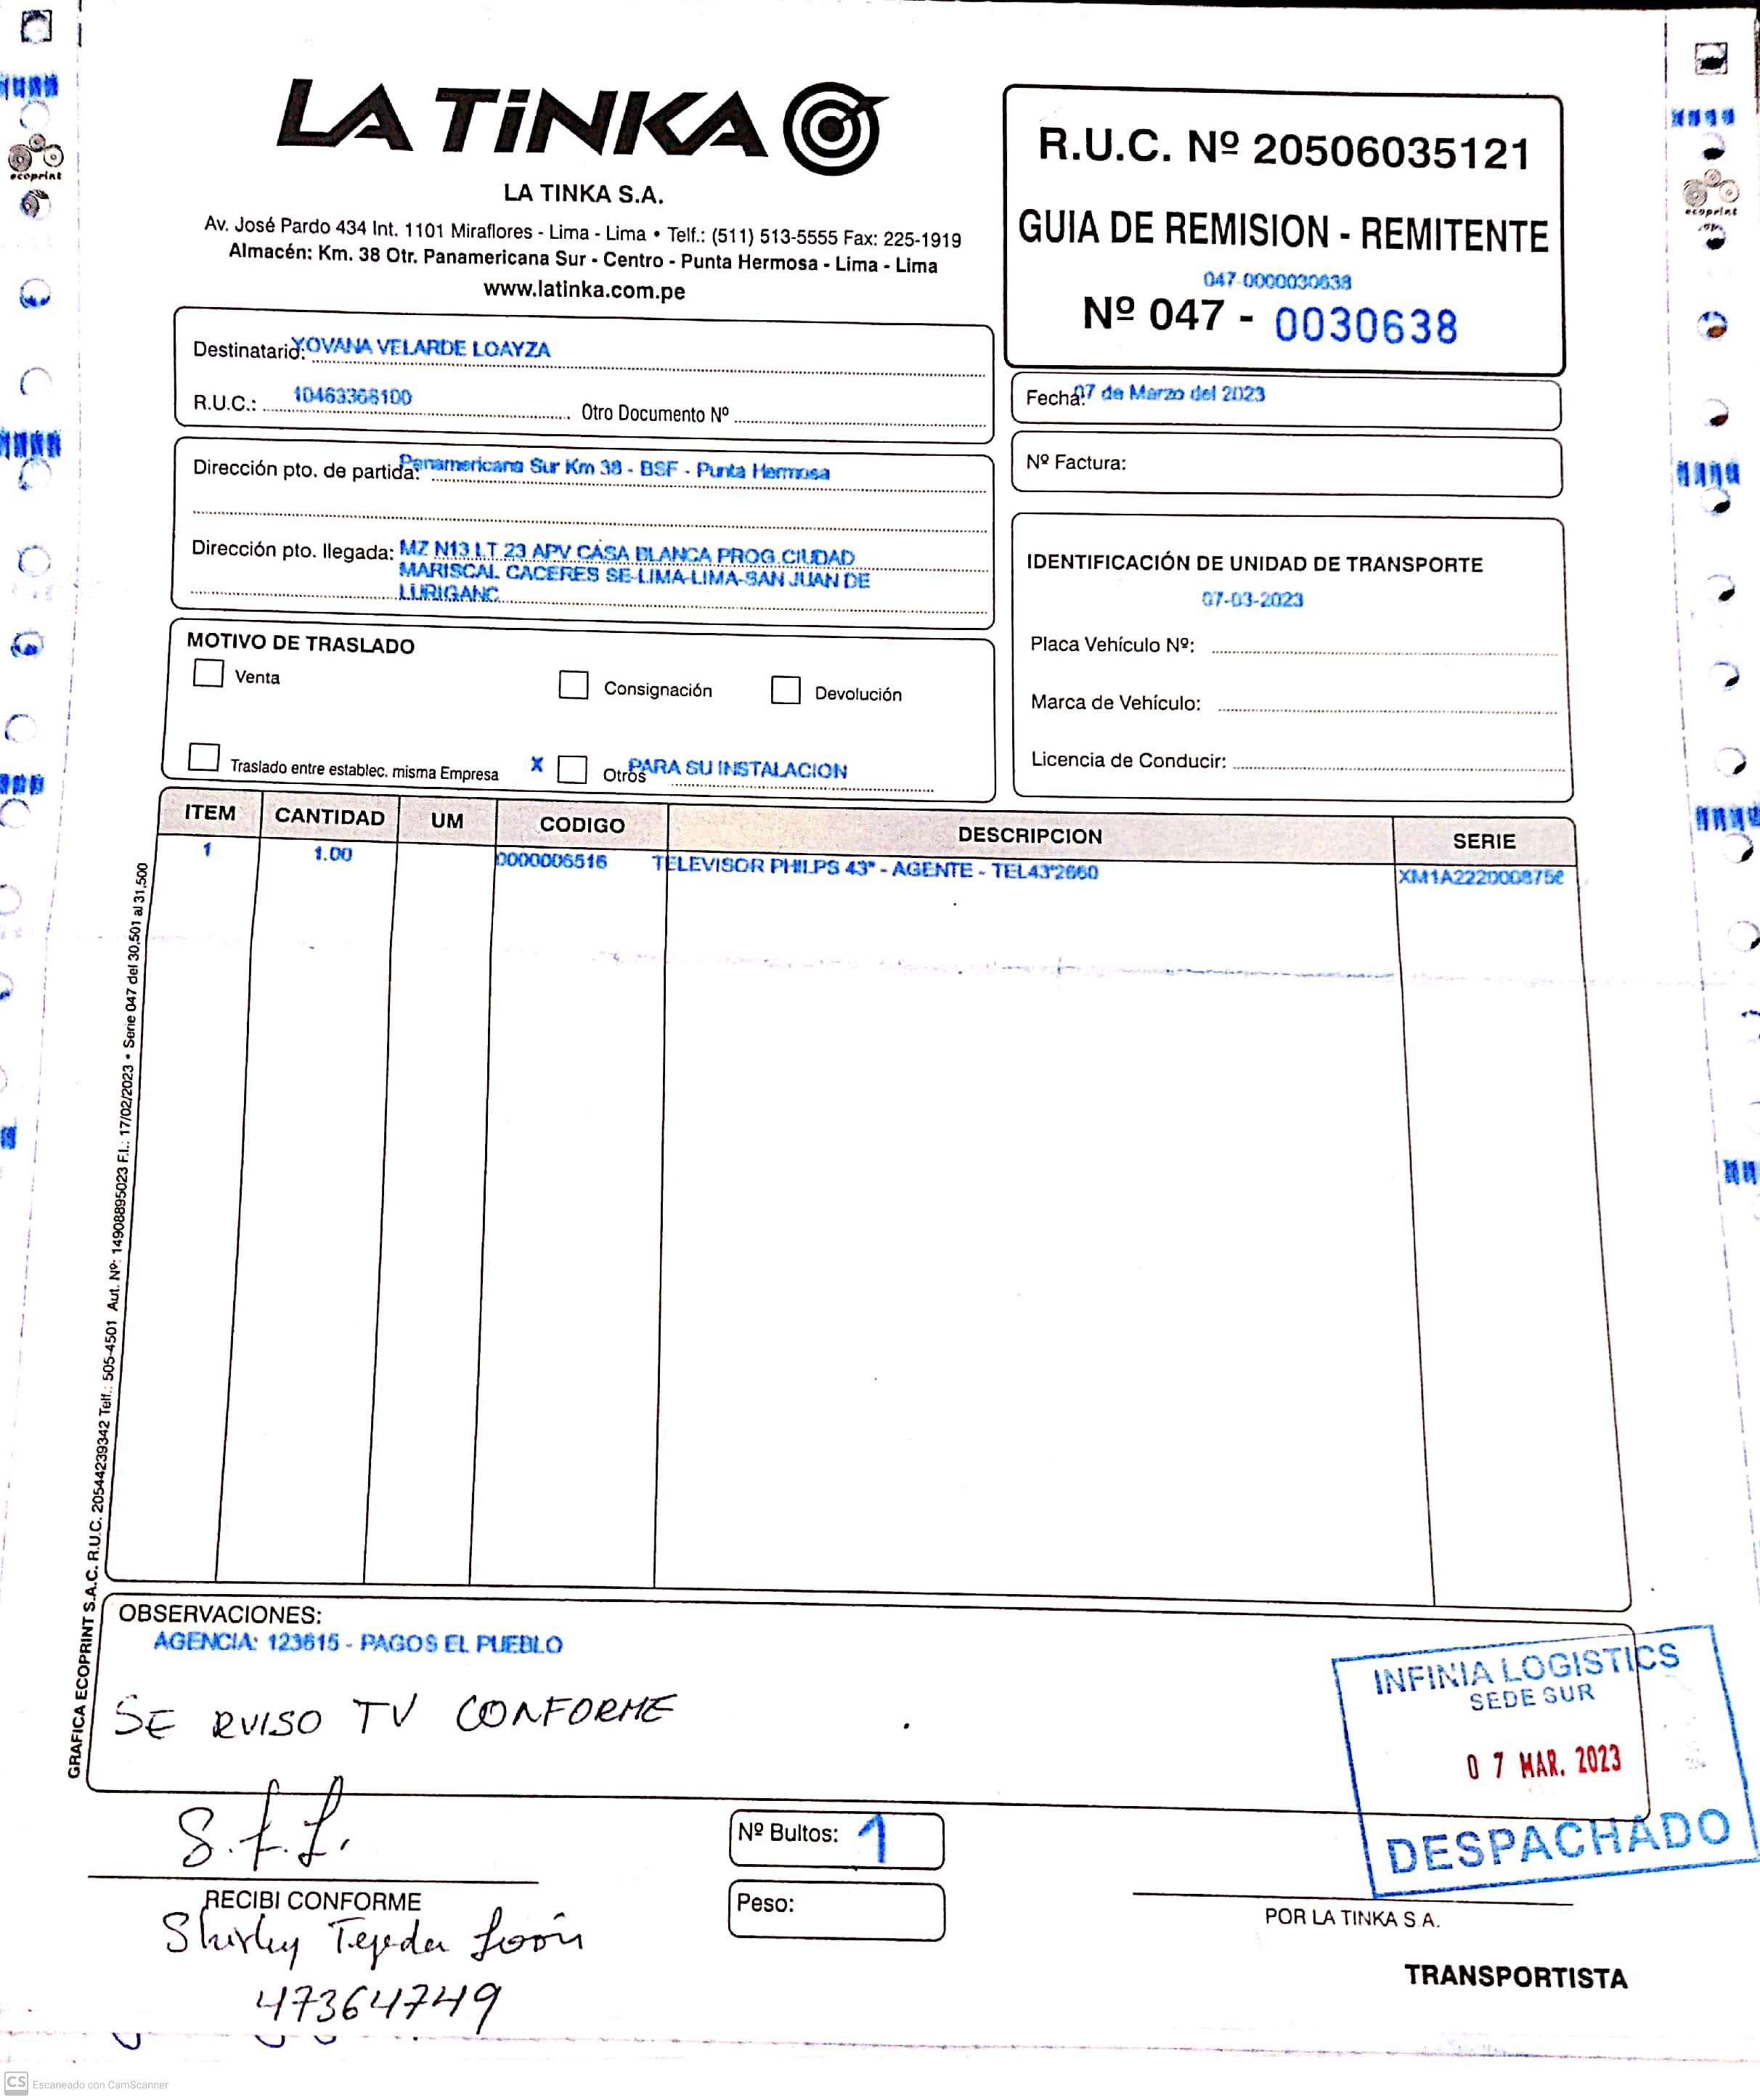 LA TiNKA
LA TINKA S.A.
Av. José Pardo 434 Int. 1101 Miraflores - Lima - Lima • Telf.: (511) 513-5555 Fax: 225-1919
Almacén: Km. 38 Otr. Panamericana Sur - Centro - Punta Hermosa - Lima - Lima
www.latinka.com.pe
R.U.C. Nº 20506035121
GUIA DE REMISION - REMITENTE
047-0000030638
Nº 047 - 0030638
Destinatario: YOVANA VELARDE LOAYZA
R.U.C.: 10463368100 Otro Documento Nº
Fecha: 07 de Marzo del 2023
Nº Factura:
Dirección pto. de partida: Panamericana Sur Km 38 - BSF - Punta Hermosa
Dirección pto. llegada: MZ N13 LT 23 APV CASA BLANCA PROG.CIUDAD
MARISCAL CACERES SE-LIMA-LIMA-SAN JUAN DE
LURIGANC
IDENTIFICACIÓN DE UNIDAD DE TRANSPORTE
07-03-2023
Placa Vehículo Nº:
Marca de Vehículo:
Licencia de Conducir:
MOTIVO DE TRASLADO
Venta Consignación Devolución
Traslado entre establec. misma Empresa X Otros PARA SU INSTALACION
ITEM CANTIDAD UM CODIGO DESCRIPCION SERIE
1 1.00 0000006516 TELEVISOR PHILPS 43" - AGENTE - TEL43'2660
GRAFICA ECOPRINT S.A.C. R.U.C. 20544239342 Telf.: 505-4501 Aut. Nº: 14908895023 F.I.: 17/02/2023 • Serie 047 del 30,501 al 31,500
OBSERVACIONES:
AGENCIA: 123615 - PAGOS EL PUEBLO
SE RVISO TV CONFORME
INFINIA LOGISTICS
SEDE SUR
07 MAR. 2023
DESPACHADO
S.f.L.
RECIBI CONFORME
Shirley Tejeda León
47364749
Nº Bultos: 1
Peso:
POR LA TINKA S.A.
TRANSPORTISTA
ecoprint
ecoprint
CS Escaneado con CamScanner